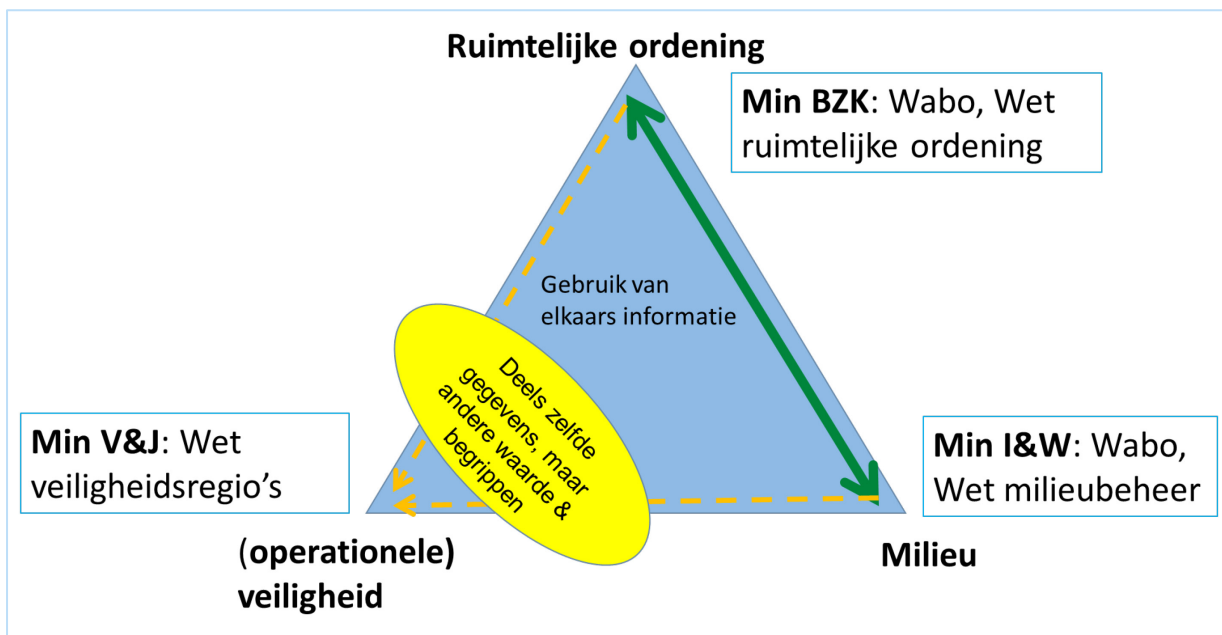 Ruimtelijke ordening
Min BZK: Wabo, Wet
ruimtelijke ordening
Gebruik van
elkaars informatie
Deels zelfde
gegevens, maar
andere waarde &
begrippen
Min V&J: Wet
veiligheidsregio’s
Min I&W: Wabo,
Wet milieubeheer
(operationele)
veiligheid
Milieu